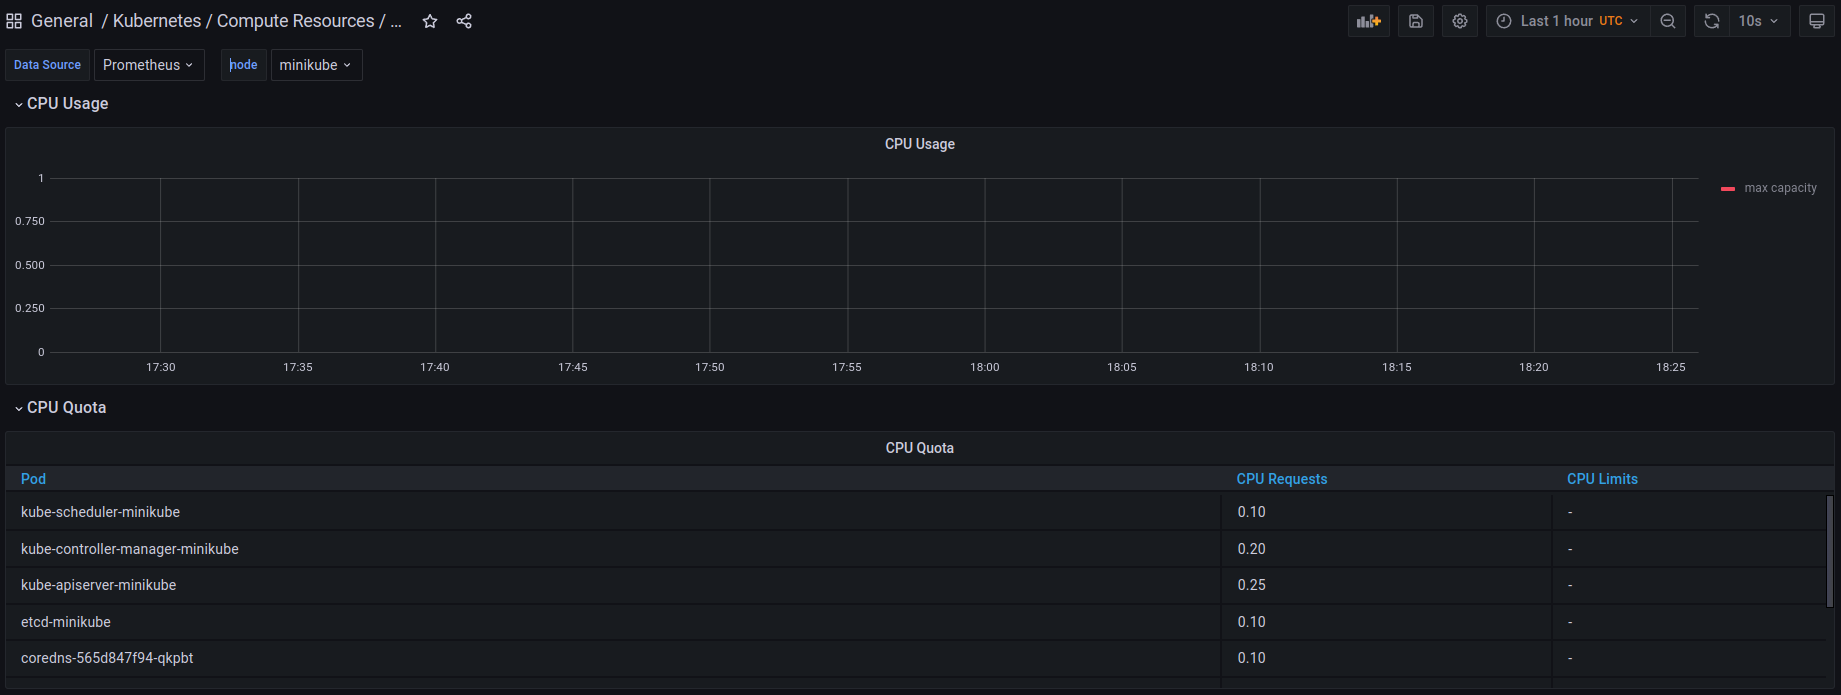 General / Kubernetes / Compute Resources / ...
Last 1 hour UTC
10s
Data Source Prometheus node minikube
CPU Usage
CPU Usage
1
0.750
0.500
0.250
0
max capacity
17:30 17:35 17:40 17:45 17:50 17:55 18:00 18:05 18:10 18:15 18:20 18:25
CPU Quota
CPU Quota
Pod CPU Requests CPU Limits
kube-scheduler-minikube 0.10 -
kube-controller-manager-minikube 0.20 -
kube-apiserver-minikube 0.25 -
etcd-minikube 0.10 -
coredns-565d847f94-qkpbt 0.10 -